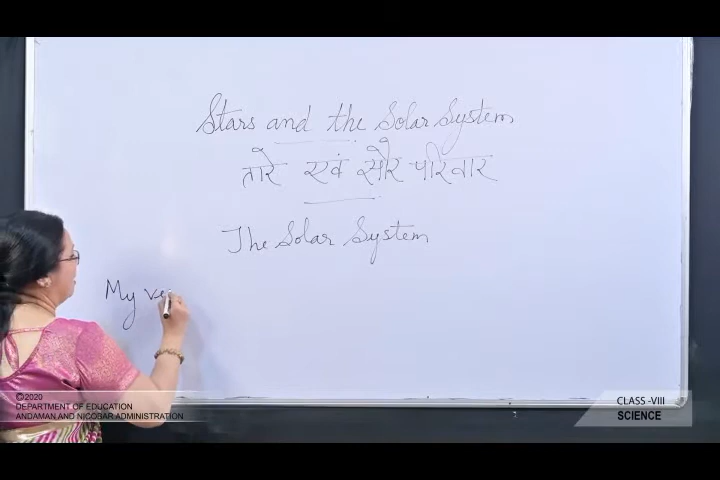 Stars and the Solar System
तारे एवं सौर परिवार
The Solar System
My ve
©2020
DEPARTMENT OF EDUCATION
ANDAMAN AND NICOBAR ADMINISTRATION
CLASS -VIII
SCIENCE